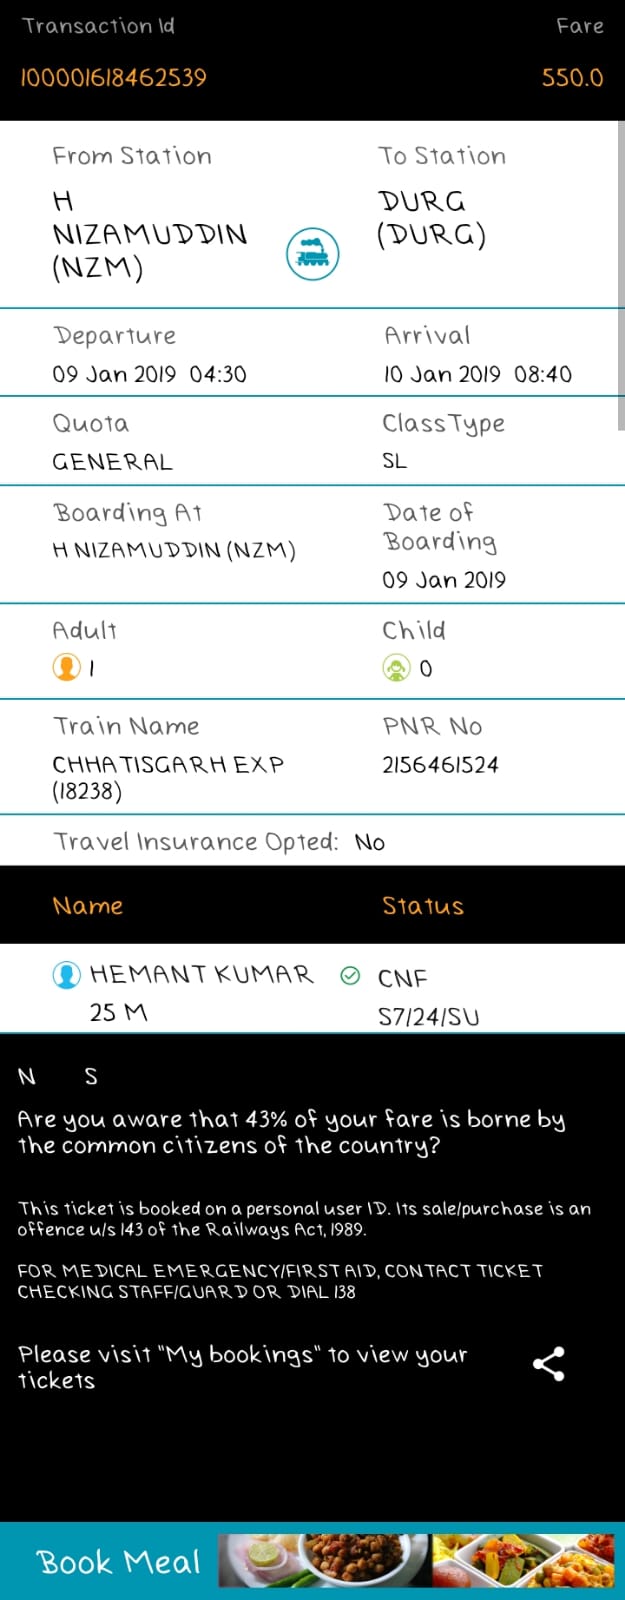 Transaction Id Fare
100001618462539 550.0
From Station To Station
H DURG
NIZAMUDDIN (DURG)
(NZM)
Departure Arrival
09 Jan 2019 04:30 10 Jan 2019 08:40
Quota Class Type
GENERAL SL
Boarding At Date of
Boarding
H NIZAMUDDIN (NZM)
09 Jan 2019
Adult Child
1 0
Train Name PNR No
CHHATISGARH EXP 2156461524
(18238)
Travel Insurance Opted: No
Name Status
HEMANT KUMAR CNF
25 M S7/24/SU
N S
Are you aware that 43% of your fare is borne by
the common citizens of the country?
This ticket is booked on a personal user ID. Its sale/purchase is an
offence u/s 143 of the Railways Act, 1989.
FOR MEDICAL EMERGENCY/FIRST AID, CONTACT TICKET
CHECKING STAFF/GUARD OR DIAL 138
Please visit "My bookings" to view your
tickets
Book Meal